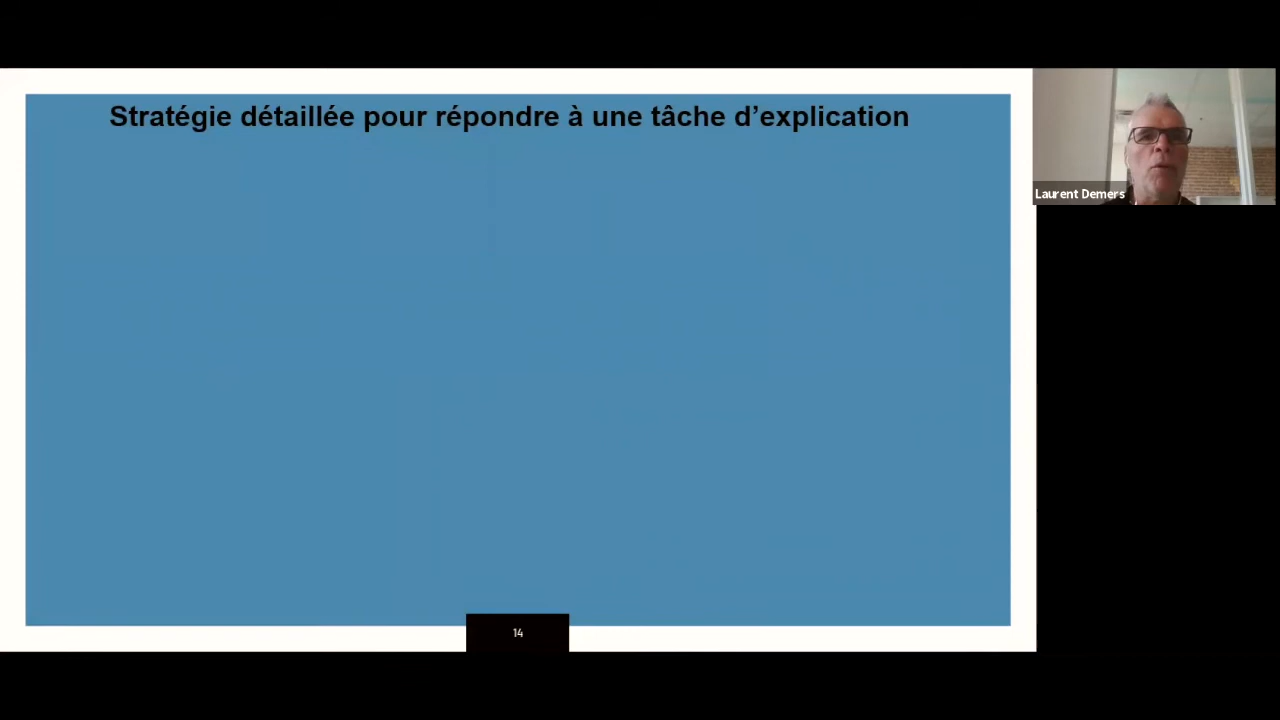 Stratégie détaillée pour répondre à une tâche d’explication
Laurent Demers
14